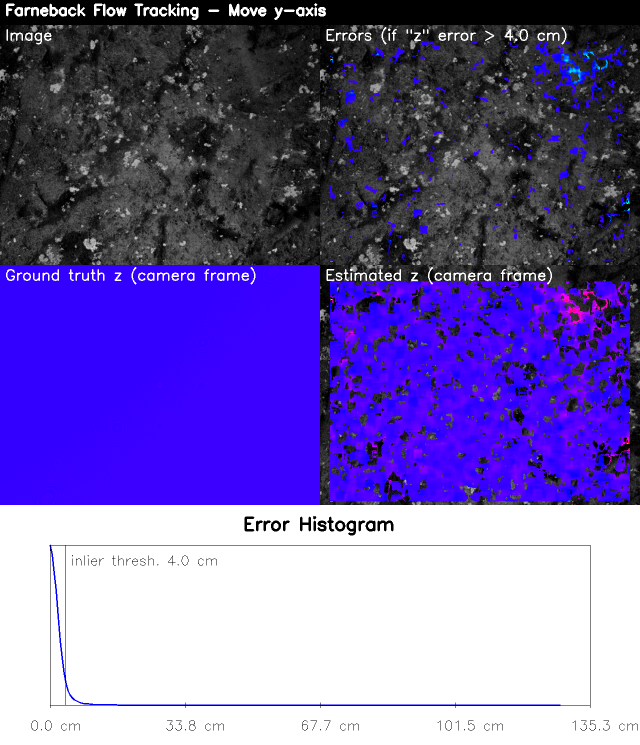 Farneback Flow Tracking - Move y-axis
Image
Errors (if "z" error > 4.0 cm)
Ground truth z (camera frame)
Estimated z (camera frame)
Error Histogram
inlier thresh. 4.0 cm
0.0 cm 33.8 cm 67.7 cm 101.5 cm 135.3 cm